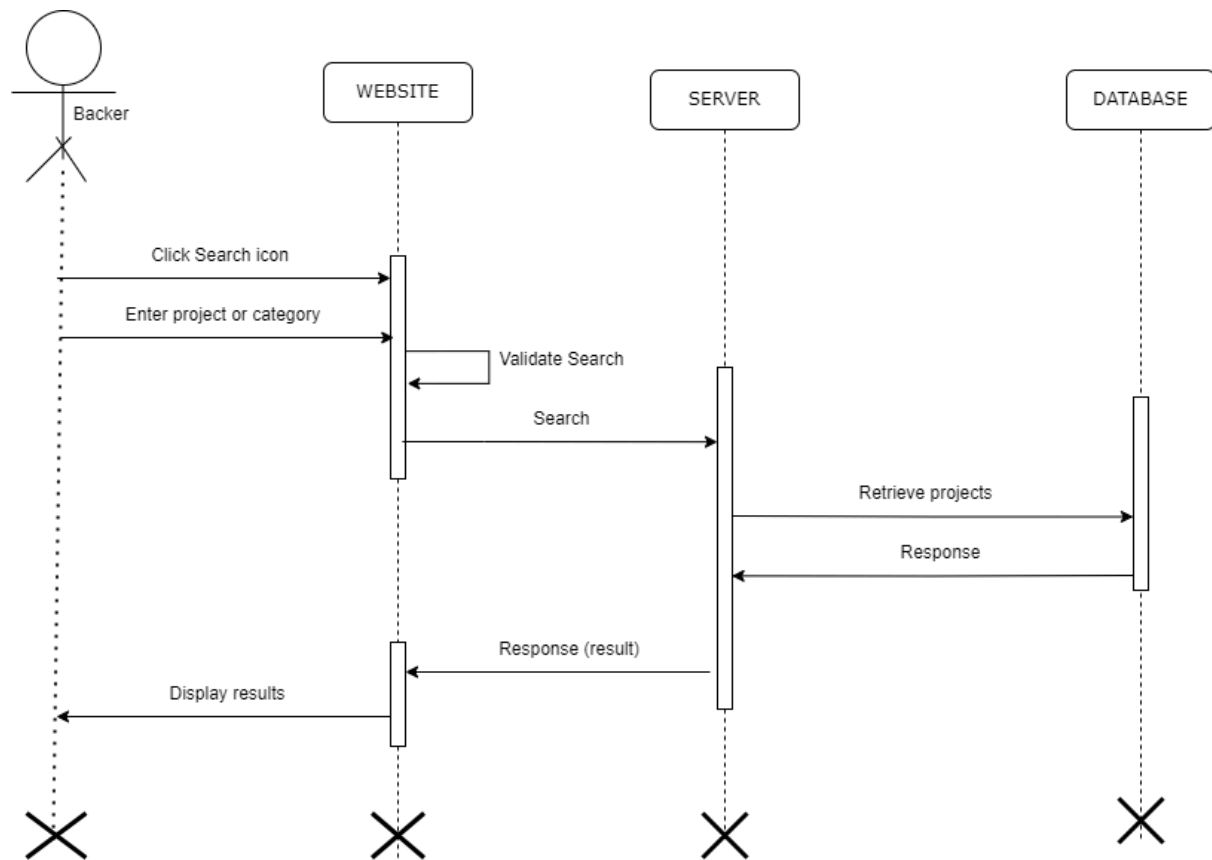 WEBSITE
SERVER
DATABASE
Backer
Click Search icon
Enter project or category
Validate Search
Search
Retrieve projects
Response
Response (result)
Display results